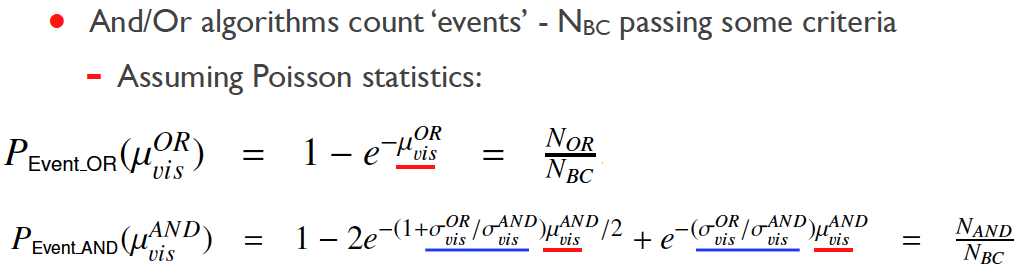 • And/Or algorithms count ‘events’ - N_BC passing some criteria
- Assuming Poisson statistics:
P_Event_OR(μ_vis^OR) = 1 − e^{−μ_vis^OR} = N_OR/N_BC
P_Event_AND(μ_vis^AND) = 1 − 2e^{−(1+σ_vis^OR/σ_vis^AND)μ_vis^AND/2} + e^{−(σ_vis^OR/σ_vis^AND)μ_vis^AND} = N_AND/N_BC